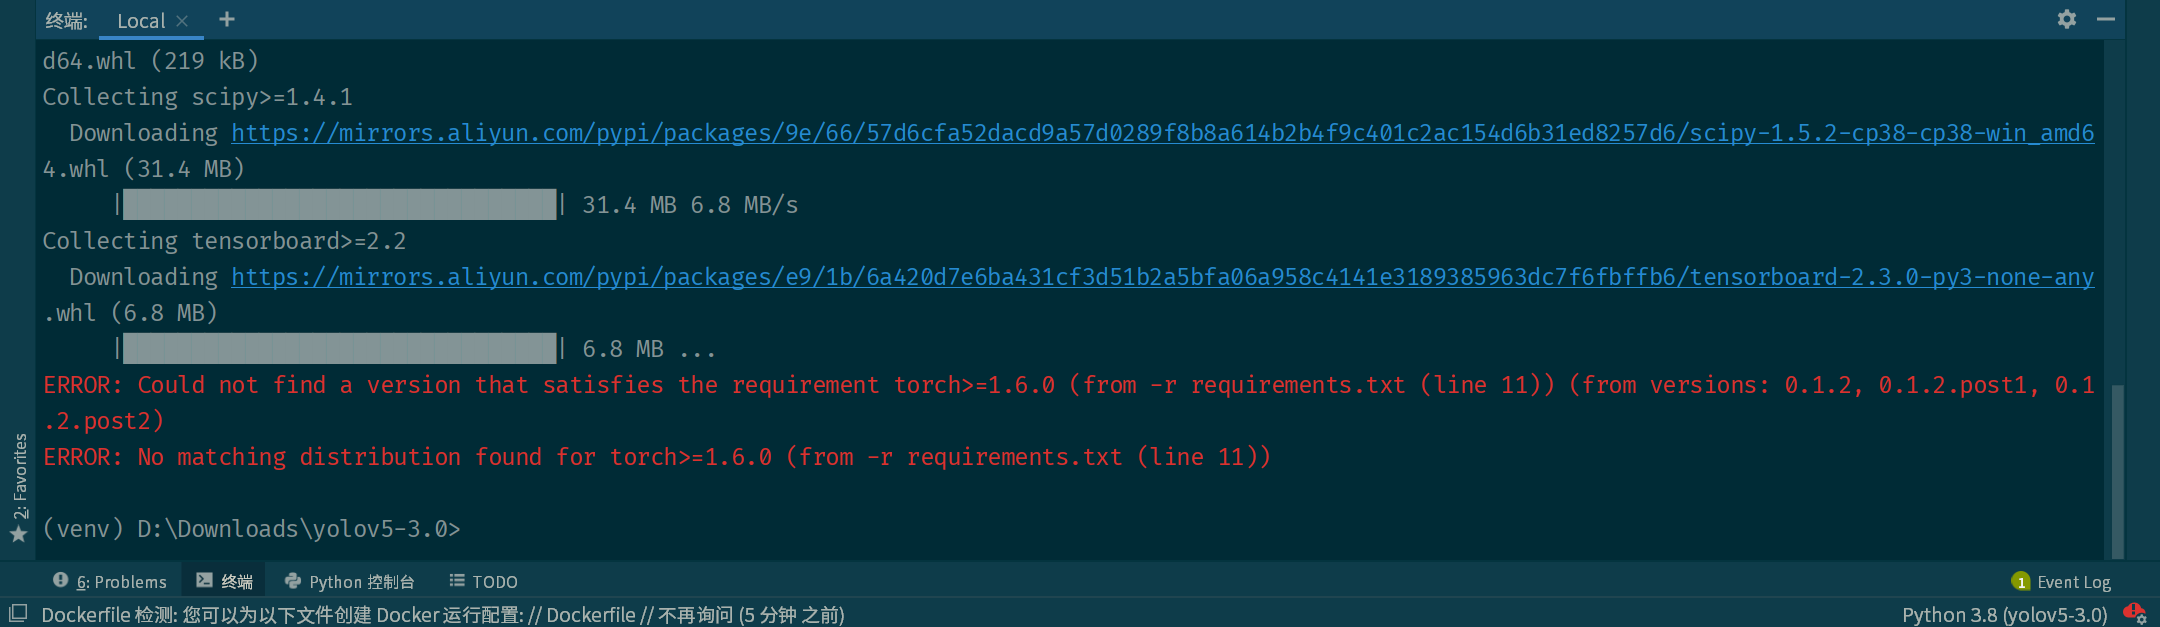 终端: Local × +
d64.whl (219 kB)
Collecting scipy>=1.4.1
Downloading https://mirrors.aliyun.com/pypi/packages/9e/66/57d6cfa52dacd9a57d0289f8b8a614b2b4f9c401c2ac154d6b31ed8257d6/scipy-1.5.2-cp38-cp38-win_amd6
4.whl (31.4 MB)
|████████████████████████████████| 31.4 MB 6.8 MB/s
Collecting tensorboard>=2.2
Downloading https://mirrors.aliyun.com/pypi/packages/e9/1b/6a420d7e6ba431cf3d51b2a5bfa06a958c4141e3189385963dc7f6fbffb6/tensorboard-2.3.0-py3-none-any
.whl (6.8 MB)
|████████████████████████████████| 6.8 MB ...
ERROR: Could not find a version that satisfies the requirement torch>=1.6.0 (from -r requirements.txt (line 11)) (from versions: 0.1.2, 0.1.2.post1, 0.1
.2.post2)
ERROR: No matching distribution found for torch>=1.6.0 (from -r requirements.txt (line 11))
(venv) D:\Downloads\yolov5-3.0>
2: Favorites
6: Problems 终端 Python 控制台 TODO 1 Event Log
Dockerfile 检测: 您可以为以下文件创建 Docker 运行配置: // Dockerfile // 不再询问 (5 分钟 之前) Python 3.8 (yolov5-3.0)